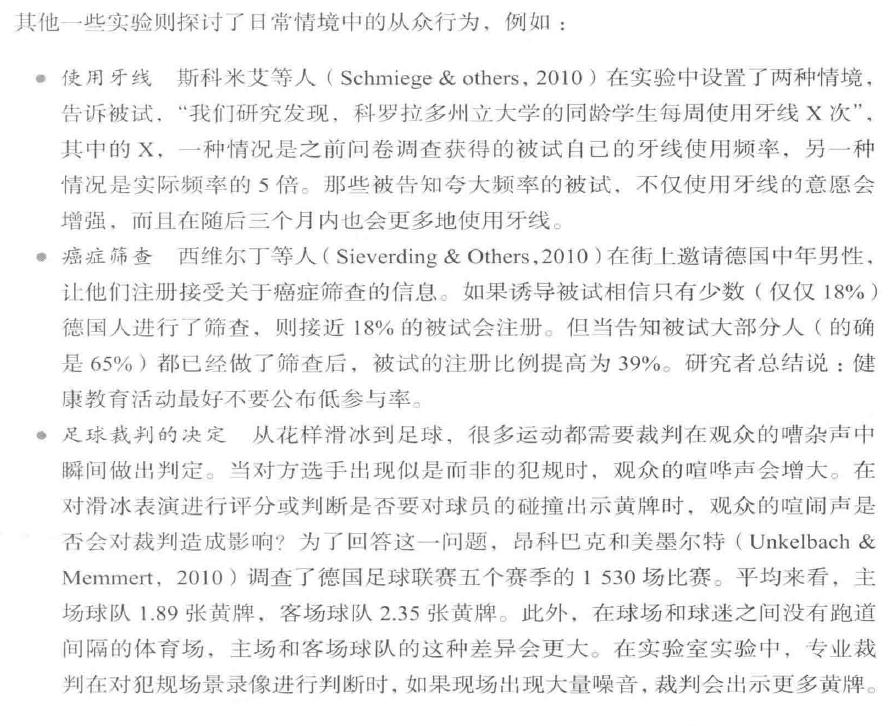 其他一些实验则探讨了日常情境中的从众行为，例如：
● 使用牙线 斯科米艾等人（Schmiege & others, 2010）在实验中设置了两种情境，
告诉被试，“我们研究发现，科罗拉多州立大学的同龄学生每周使用牙线 X 次”，
其中的 X，一种情况是之前问卷调查获得的被试自己的牙线使用频率，另一种
情况是实际频率的 5 倍。那些被告知夸大频率的被试，不仅使用牙线的意愿会
增强，而且在随后三个月内也会更多地使用牙线。
● 癌症筛查 西维尔丁等人（Sieverding & Others,2010）在街上邀请德国中年男性，
让他们注册接受关于癌症筛查的信息。如果诱导被试相信只有少数（仅仅 18%）
德国人进行了筛查，则接近 18% 的被试会注册。但当告知被试大部分人（的确
是 65%）都已经做了筛查后，被试的注册比例提高为 39%。研究者总结说：健
康教育活动最好不要公布低参与率。
● 足球裁判的决定 从花样滑冰到足球，很多运动都需要裁判在观众的嘈杂声中
瞬间做出判定。当对方选手出现似是而非的犯规时，观众的喧哗声会增大。在
对滑冰表演进行评分或判断是否要对球员的碰撞出示黄牌时，观众的喧闹声是
否会对裁判造成影响？为了回答这一问题，昂科巴克和美墨尔特（Unkelbach &
Memmert，2010）调查了德国足球联赛五个赛季的 1 530 场比赛。平均来看，主
场球队 1.89 张黄牌，客场球队 2.35 张黄牌。此外，在球场和球迷之间没有跑道
间隔的体育场，主场和客场球队的这种差异会更大。在实验室实验中，专业裁
判在对犯规场景录像进行判断时，如果现场出现大量噪音，裁判会出示更多黄牌。